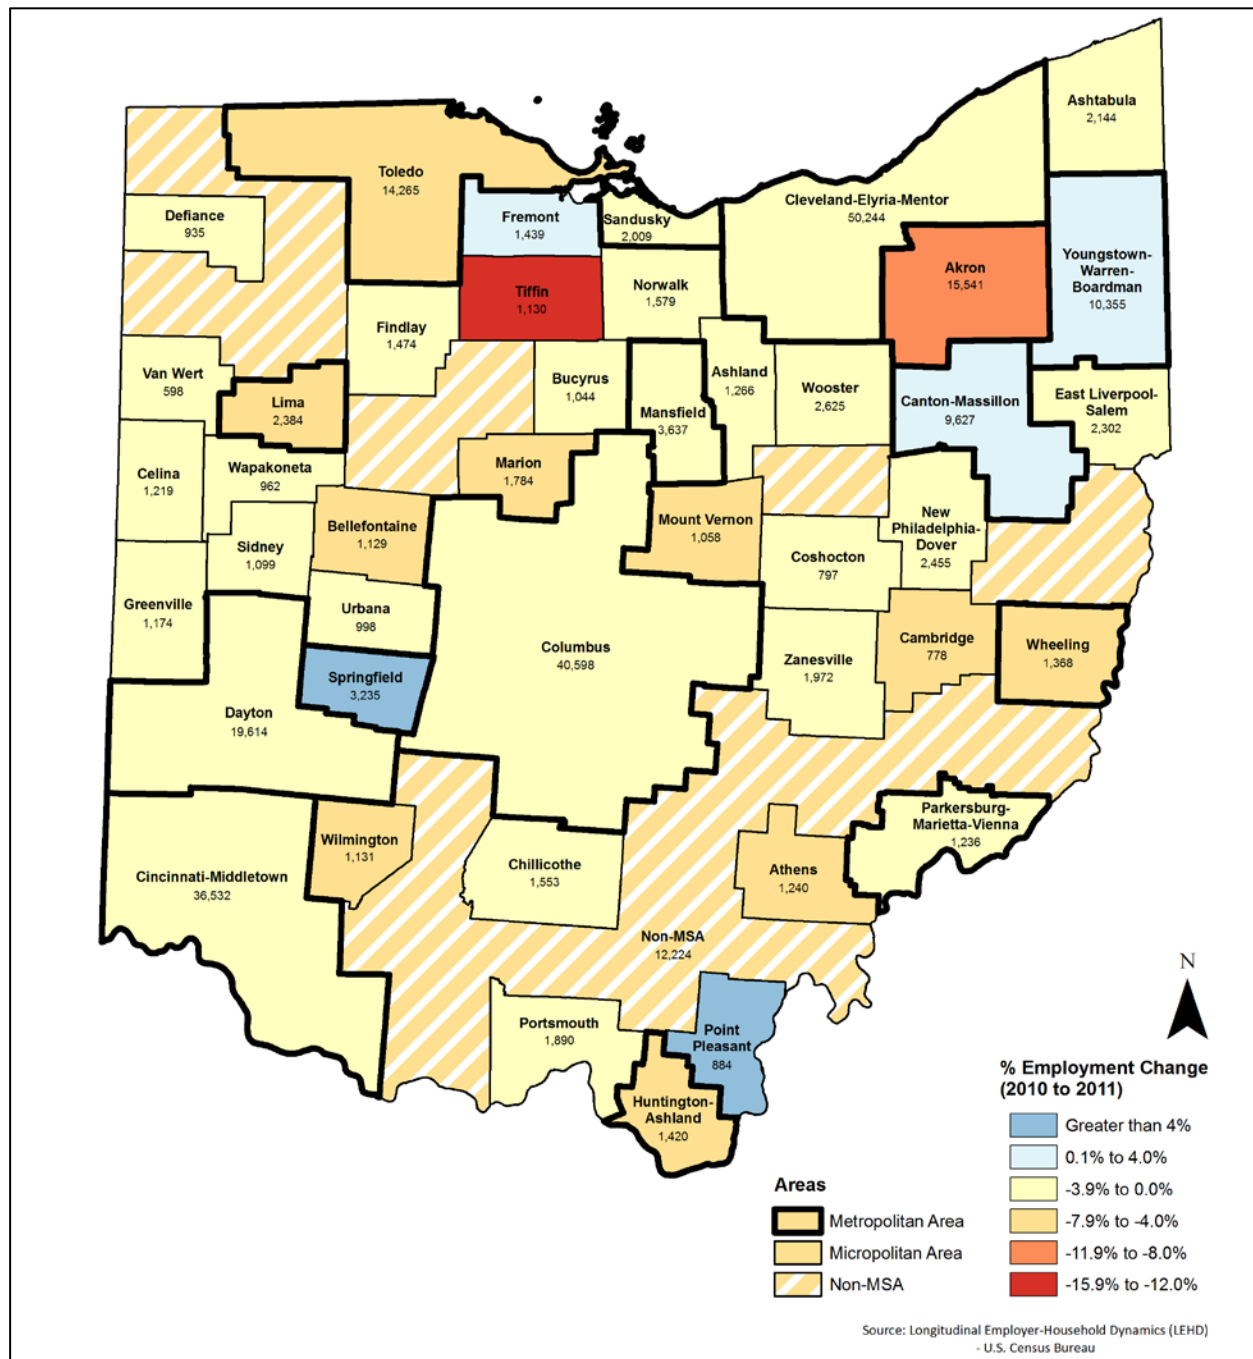 Ashtabula
2,144
Toledo
14,265
Cleveland-Elyria-Mentor
50,244
Defiance
935
Fremont
1,439
Sandusky
2,009
Youngstown-
Warren-
Boardman
10,355
Akron
15,541
Tiffin
1,130
Norwalk
1,579
Findlay
1,474
Van Wert
598
Lima
2,384
Bucyrus
1,044
Mansfield
3,637
Ashland
1,266
Wooster
2,625
Canton-Massillon
9,627
East Liverpool-
Salem
2,302
Celina
1,219
Wapakoneta
962
Marion
1,784
Bellefontaine
1,129
Mount Vernon
1,058
New
Philadelphia-
Dover
2,455
Sidney
1,099
Coshocton
797
Greenville
1,174
Urbana
998
Columbus
40,598
Zanesville
1,972
Cambridge
778
Wheeling
1,368
Springfield
3,235
Dayton
19,614
Parkersburg-
Marietta-Vienna
1,236
Wilmington
1,131
Cincinnati-Middletown
36,532
Chillicothe
1,553
Athens
1,240
Non-MSA
12,224
Portsmouth
1,890
Point
Pleasant
884
Huntington-
Ashland
1,420
N
% Employment Change
(2010 to 2011)
Greater than 4%
0.1% to 4.0%
-3.9% to 0.0%
-7.9% to -4.0%
-11.9% to -8.0%
-15.9% to -12.0%
Areas
Metropolitan Area
Micropolitan Area
Non-MSA
Source: Longitudinal Employer-Household Dynamics (LEHD)
- U.S. Census Bureau